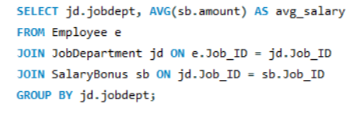 SELECT jd.jobdept, AVG(sb.amount) AS avg_salary
FROM Employee e
JOIN JobDepartment jd ON e.Job_ID = jd.Job_ID
JOIN SalaryBonus sb ON jd.Job_ID = sb.Job_ID
GROUP BY jd.jobdept;